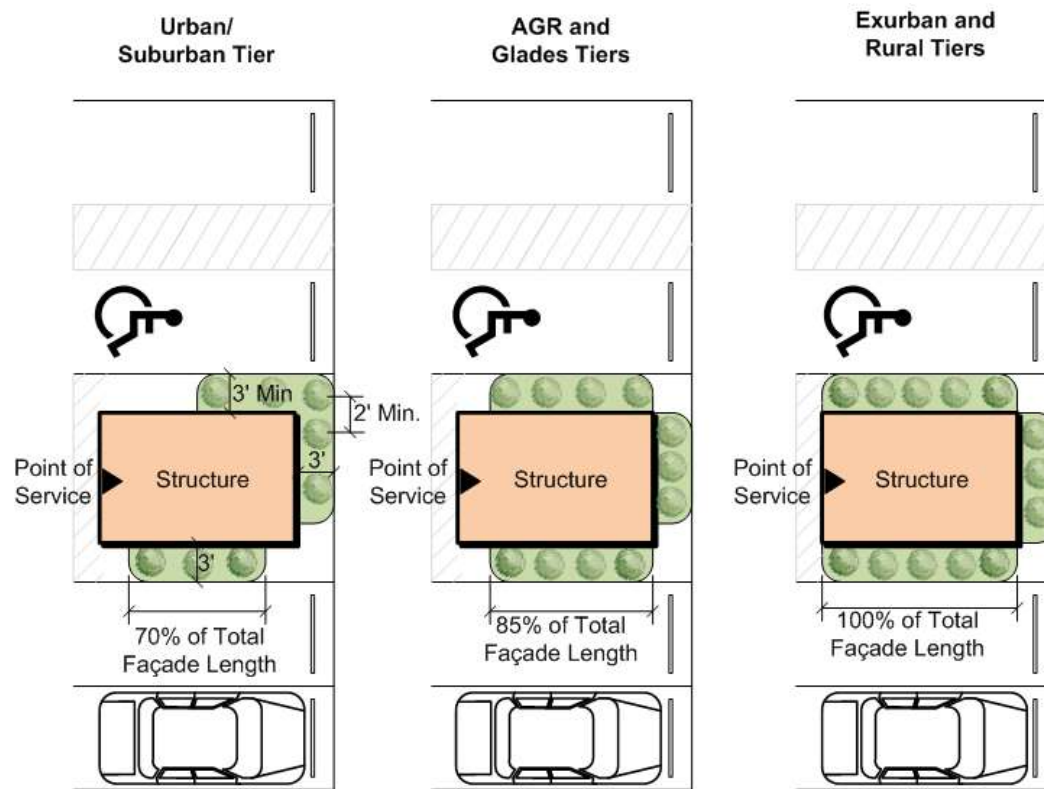 Urban/
Suburban Tier
AGR and
Glades Tiers
Exurban and
Rural Tiers
3' Min
2' Min.
3'
Point of
Service
Structure
3'
70% of Total
Façade Length
Point of
Service
Structure
85% of Total
Façade Length
Point of
Service
Structure
100% of Total
Façade Length